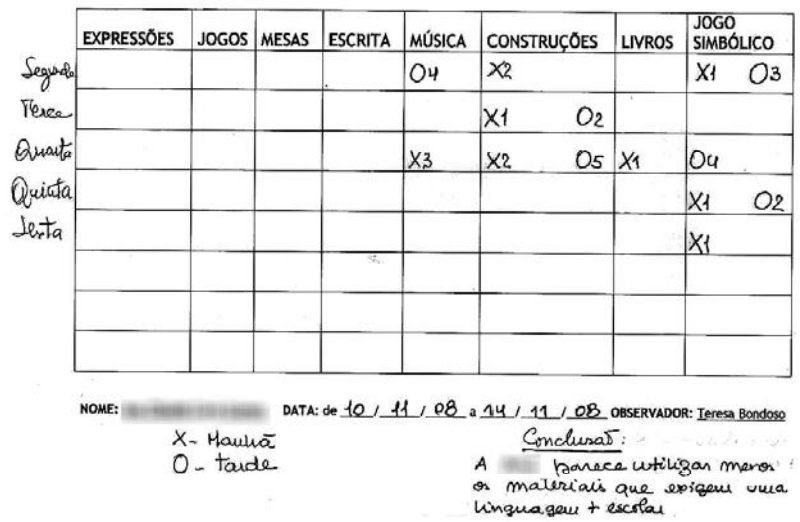 EXPRESSÕES JOGOS MESAS ESCRITA MÚSICA CONSTRUÇÕES LIVROS JOGO SIMBÓLICO
Segunda O4 X2 X1 O3
Terça X1 O2
Quarta X3 X2 O5 X1 O4
Quinta X1 O2
Sexta X1
NOME: DATA: de 10 / 11 / 08 a 14 / 11 / 08 OBSERVADOR: Teresa Bondoso
X - Manhã
O - tarde
Conclusão:
A parece utilizar menos
os materiais que exigem uma
linguagem + escolar